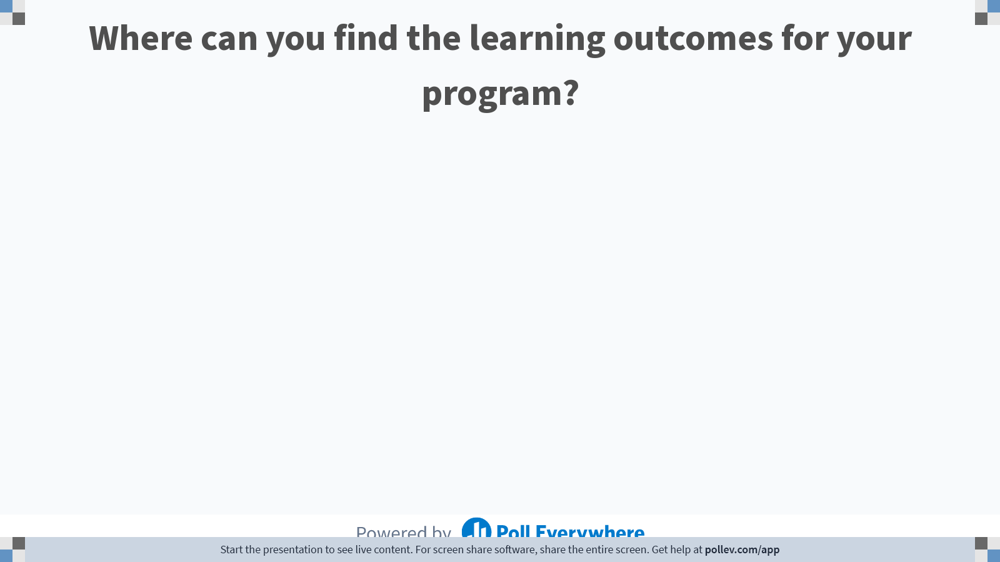 Where can you find the learning outcomes for your
program?
Powered by Poll Everywhere
Start the presentation to see live content. For screen share software, share the entire screen. Get help at pollev.com/app